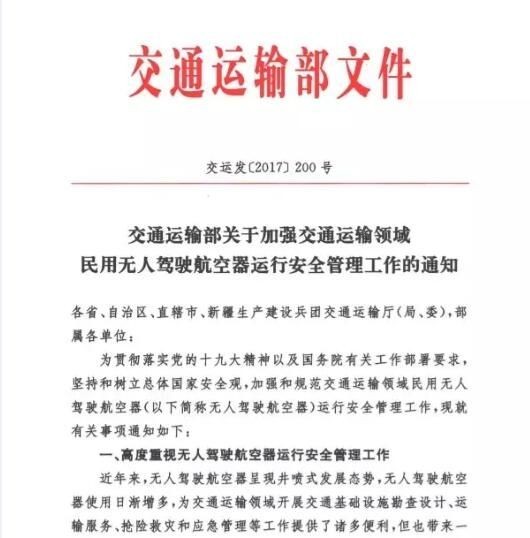 交通运输部文件
交运发〔2017〕200号
交通运输部关于加强交通运输领域
民用无人驾驶航空器运行安全管理工作的通知
各省、自治区、直辖市、新疆生产建设兵团交通运输厅(局、委),部
属各单位:
为贯彻落实党的十九大精神以及国务院有关工作部署要求,
坚持和树立总体国家安全观,加强和规范交通运输领域民用无人
驾驶航空器(以下简称无人驾驶航空器)运行安全管理工作,现就
有关事项通知如下:
一、高度重视无人驾驶航空器运行安全管理工作
近年来,无人驾驶航空器呈现井喷式发展态势,无人驾驶航空
器使用日渐增多,为交通运输领域开展交通基础设施勘查设计、运
输服务、抢险救灾和应急管理等工作提供了诸多便利,但也带来一